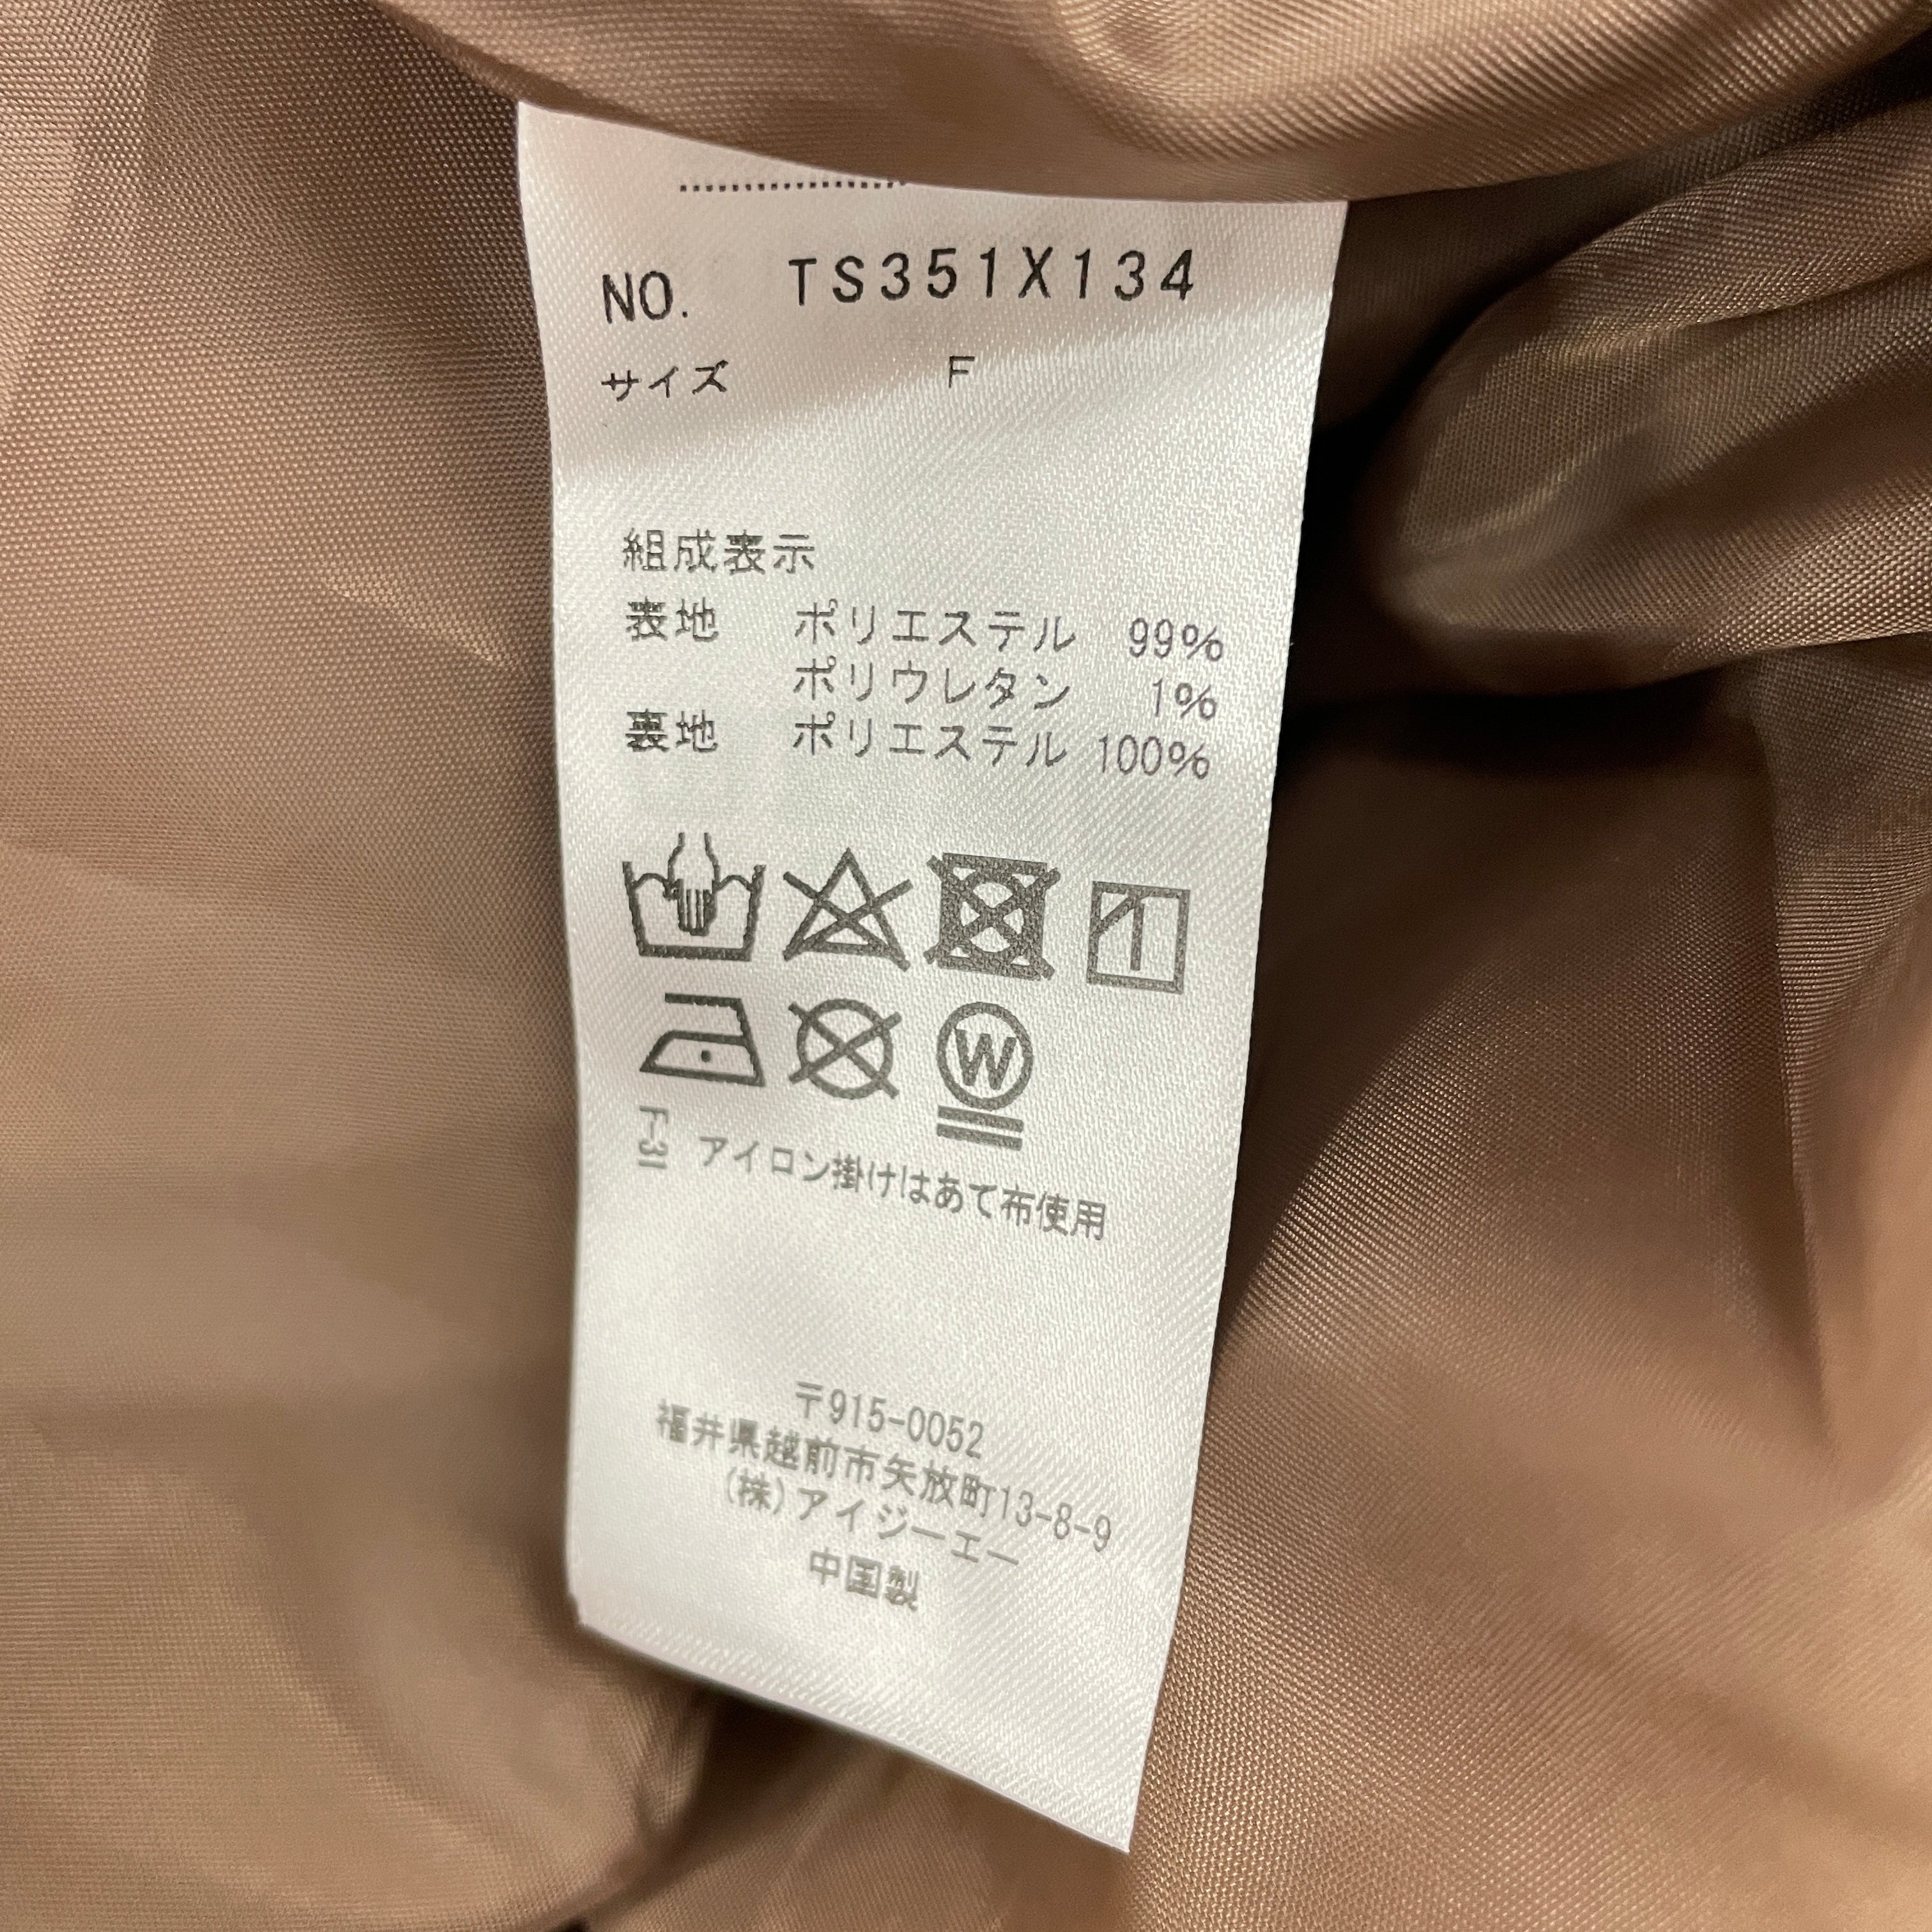 NO. TS351X134
サイズ F
組成表示
表地 ポリエステル 99%
ポリウレタン 1%
裏地 ポリエステル 100%
W
F31 アイロン掛けはあて布使用
〒915-0052
福井県越前市矢放町13-8-9
(株)アイジーエー
中国製